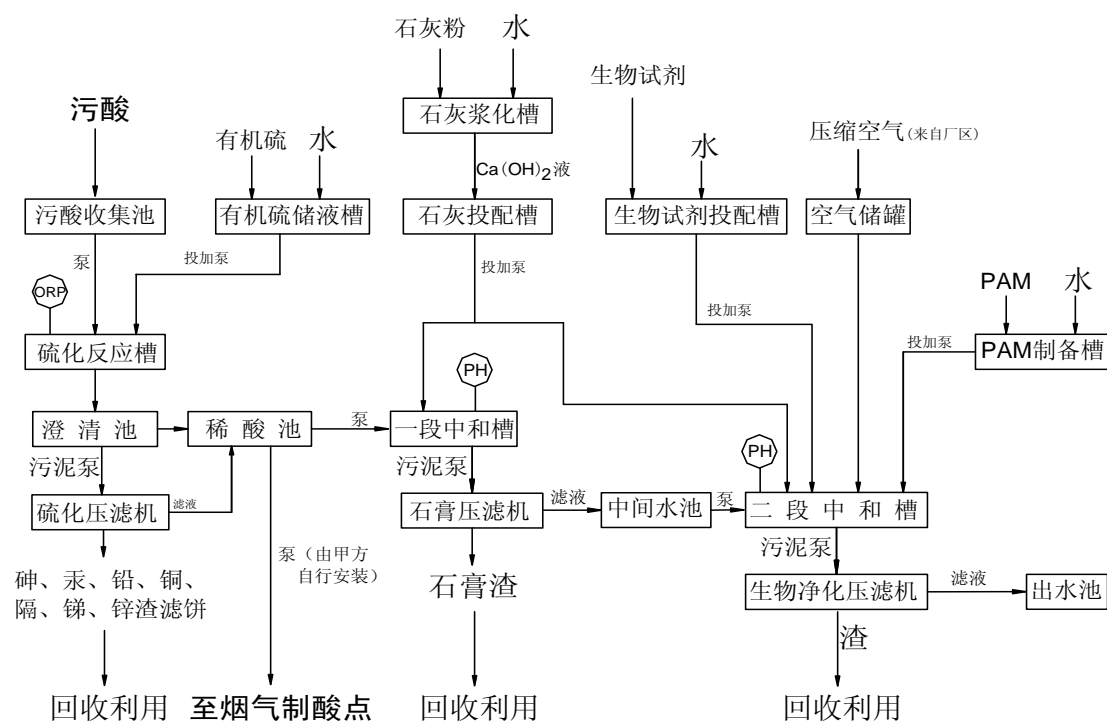 石灰粉
水
生物试剂
污酸
石灰浆化槽
压缩空气(来自厂区)
有机硫
水
水
Ca(OH)2液
污酸收集池
有机硫储液槽
石灰投配槽
生物试剂投配槽
空气储罐
泵
投加泵
投加泵
PAM
水
ORP
投加泵
投加泵
硫化反应槽
PAM制备槽
PH
澄清池
稀酸池
泵
一段中和槽
污泥泵
污泥泵
PH
硫化压滤机
滤液
石膏压滤机
滤液
中间水池
泵
二段中和槽
污泥泵
泵（由甲方
自行安装）
砷、汞、铅、铜、
隔、锑、锌渣滤饼
石膏渣
生物净化压滤机
滤液
出水池
渣
回收利用
至烟气制酸点
回收利用
回收利用